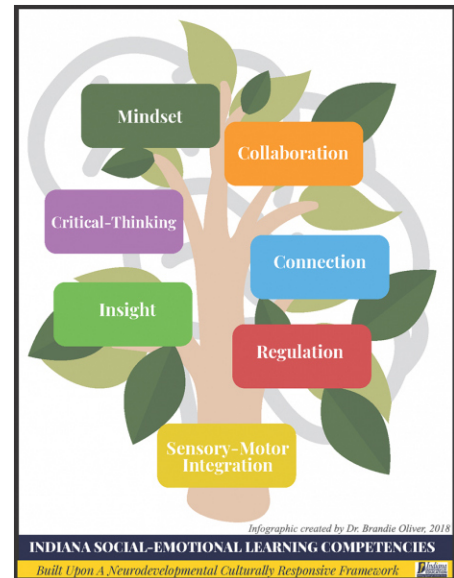 Mindset
Collaboration
Critical-Thinking
Connection
Insight
Regulation
Sensory-Motor
Integration
Infographic created by Dr. Brandie Oliver, 2018
INDIANA SOCIAL-EMOTIONAL LEARNING COMPETENCIES
Built Upon A Neurodevelopmental Culturally Responsive Framework
Indiana